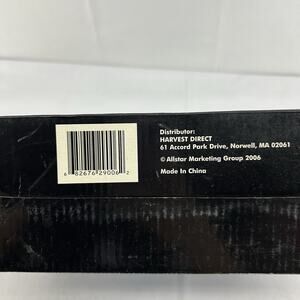 Distributor:
HARVEST DIRECT
61 Accord Park Drive, Norwell, MA 02061
© Allstar Marketing Group 2006
Made In China
6 82676 29006 2